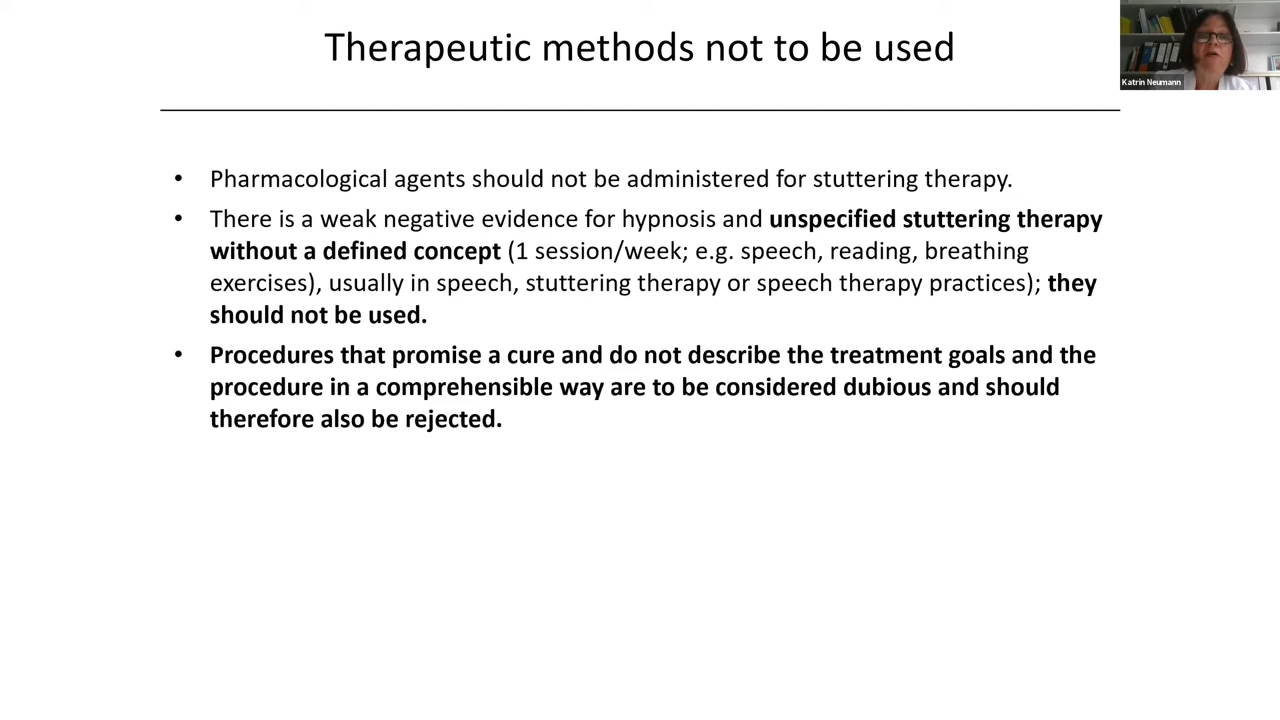 Therapeutic methods not to be used
Katrin Neumann
• Pharmacological agents should not be administered for stuttering therapy.
• There is a weak negative evidence for hypnosis and unspecified stuttering therapy
without a defined concept (1 session/week; e.g. speech, reading, breathing
exercises), usually in speech, stuttering therapy or speech therapy practices); they
should not be used.
• Procedures that promise a cure and do not describe the treatment goals and the
procedure in a comprehensible way are to be considered dubious and should
therefore also be rejected.